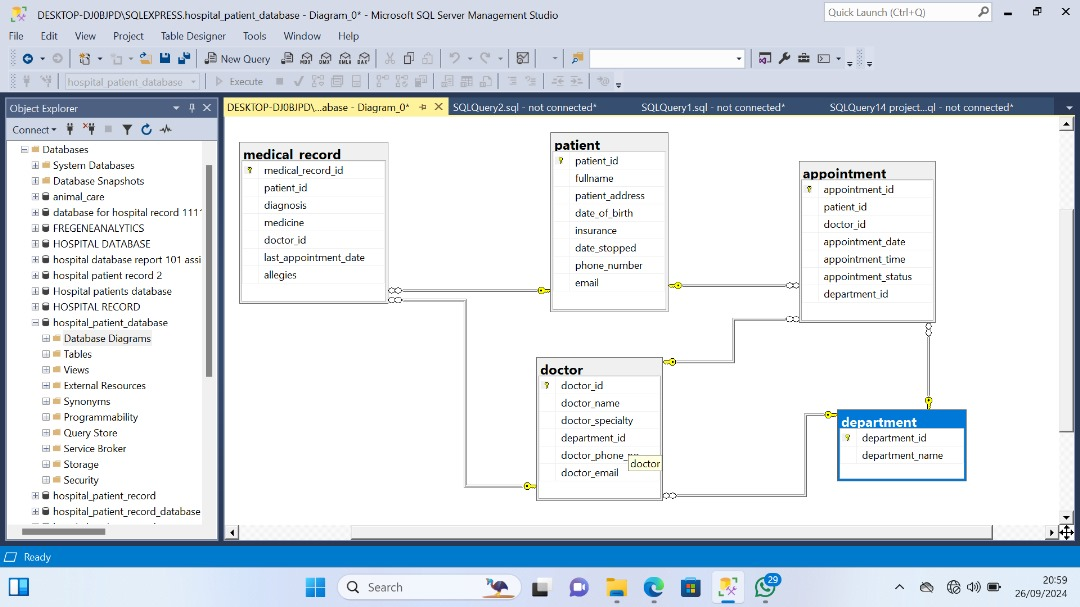 DESKTOP-DJ0BJPD\SQLEXPRESS.hospital_patient_database - Diagram_0* - Microsoft SQL Server Management Studio
Quick Launch (Ctrl+Q)
File Edit View Project Table Designer Tools Window Help
New Query
MDX DMX XMLA DAX
hospital patient database
Execute
Object Explorer
DESKTOP-DJ0BJPD\...abase - Diagram_0*
SQLQuery2.sql - not connected*
SQLQuery1.sql - not connected*
SQLQuery14 project...ql - not connected*
Connect
Databases
System Databases
Database Snapshots
animal_care
database for hospital record 1111
FREGENEANALYTICS
HOSPITAL DATABASE
hospital database report 101 assi
hospital patient record 2
Hospital patients database
HOSPITAL RECORD
hospital_patient_database
Database Diagrams
Tables
Views
External Resources
Synonyms
Programmability
Query Store
Service Broker
Storage
Security
hospital_patient_record
hospital_patient_record_database
medical_record
medical_record_id
patient_id
diagnosis
medicine
doctor_id
last_appointment_date
allegies
patient
patient_id
fullname
patient_address
date_of_birth
insurance
date_stopped
phone_number
email
appointment
appointment_id
patient_id
doctor_id
appointment_date
appointment_time
appointment_status
department_id
doctor
doctor_id
doctor_name
doctor_specialty
department_id
doctor_phone_
doctor
doctor_email
department
department_id
department_name
Ready
Search
29
20:59
26/09/2024